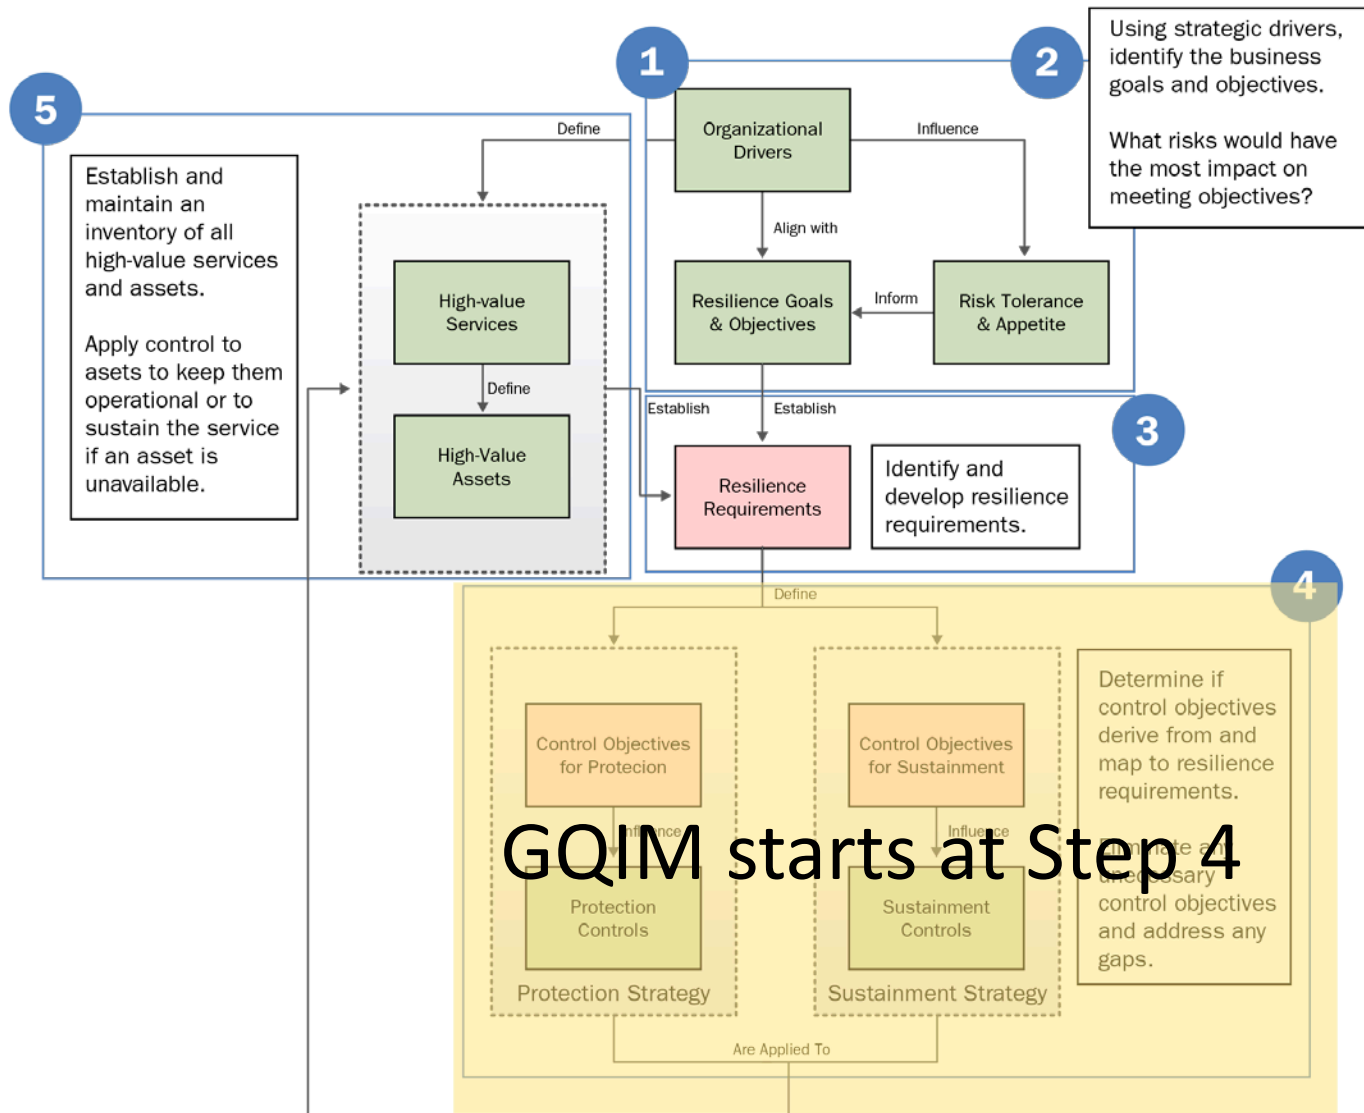 1
2
Using strategic drivers,
identify the business
goals and objectives.
What risks would have
the most impact on
meeting objectives?
5
Establish and
maintain an
inventory of all
high-value services
and assets.
Apply control to
asets to keep them
operational or to
sustain the service
if an asset is
unavailable.
Define
Organizational
Drivers
Influence
Align with
High-value
Services
Define
High-Value
Assets
Resilience Goals
& Objectives
Inform
Risk Tolerance
& Appetite
Establish
Establish
3
Resilience
Requirements
Identify and
develop resilience
requirements.
4
Define
Control Objectives
for Protecion
Influence
Protection
Controls
Protection Strategy
Control Objectives
for Sustainment
Influence
Sustainment
Controls
Sustainment Strategy
Determine if
control objectives
derive from and
map to resilience
requirements.
Eliminate any
unecessary
control objectives
and address any
gaps.
GQIM starts at Step 4
Are Applied To